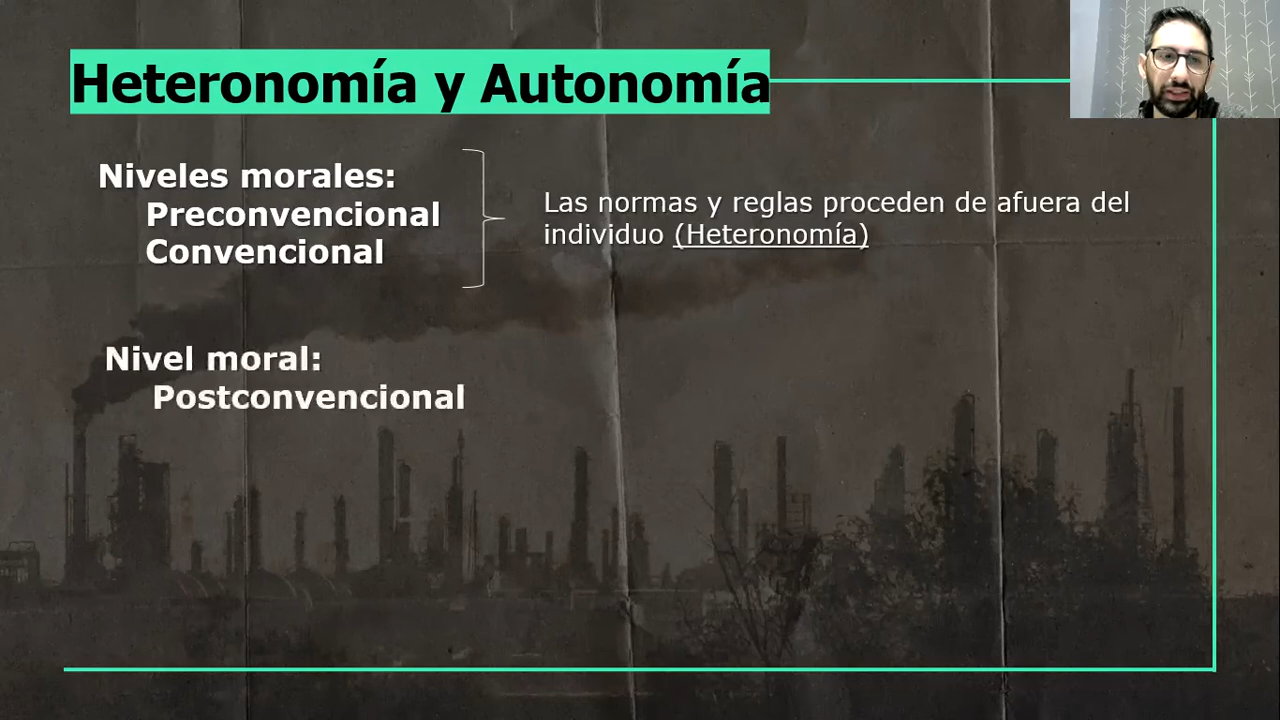 Heteronomía y Autonomía
Niveles morales:
Preconvencional
Convencional
Las normas y reglas proceden de afuera del
individuo (Heteronomía)
Nivel moral:
Postconvencional